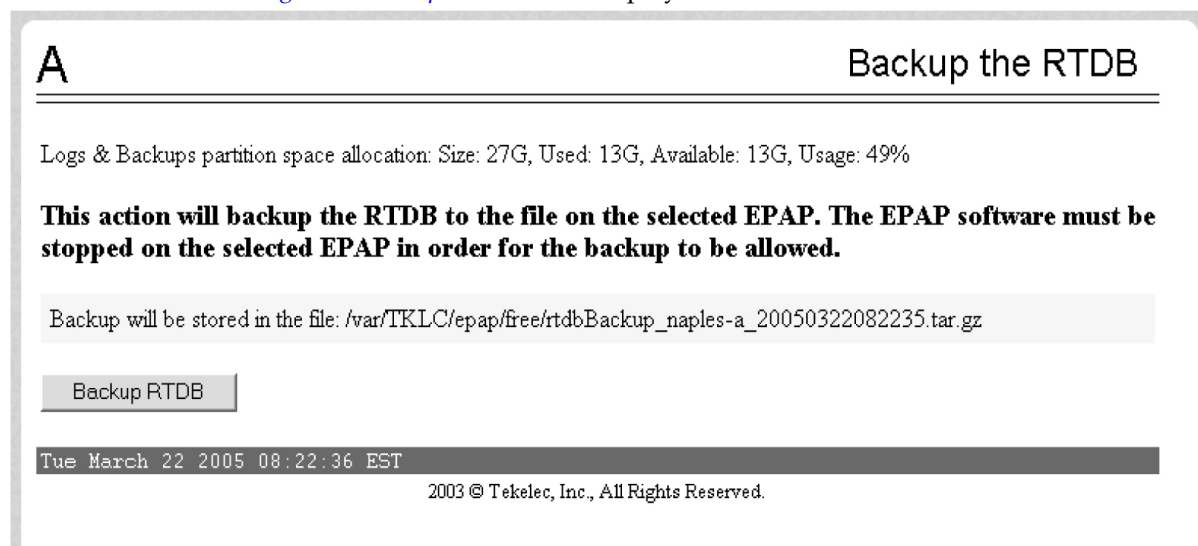 A
Backup the RTDB
Logs & Backups partition space allocation: Size: 27G, Used: 13G, Available: 13G, Usage: 49%
This action will backup the RTDB to the file on the selected EPAP. The EPAP software must be
stopped on the selected EPAP in order for the backup to be allowed.
Backup will be stored in the file: /var/TKLC/epap/free/rtdbBackup_naples-a_20050322082235.tar.gz
Backup RTDB
Tue March 22 2005 08:22:36 EST
2003 © Tekelec, Inc., All Rights Reserved.